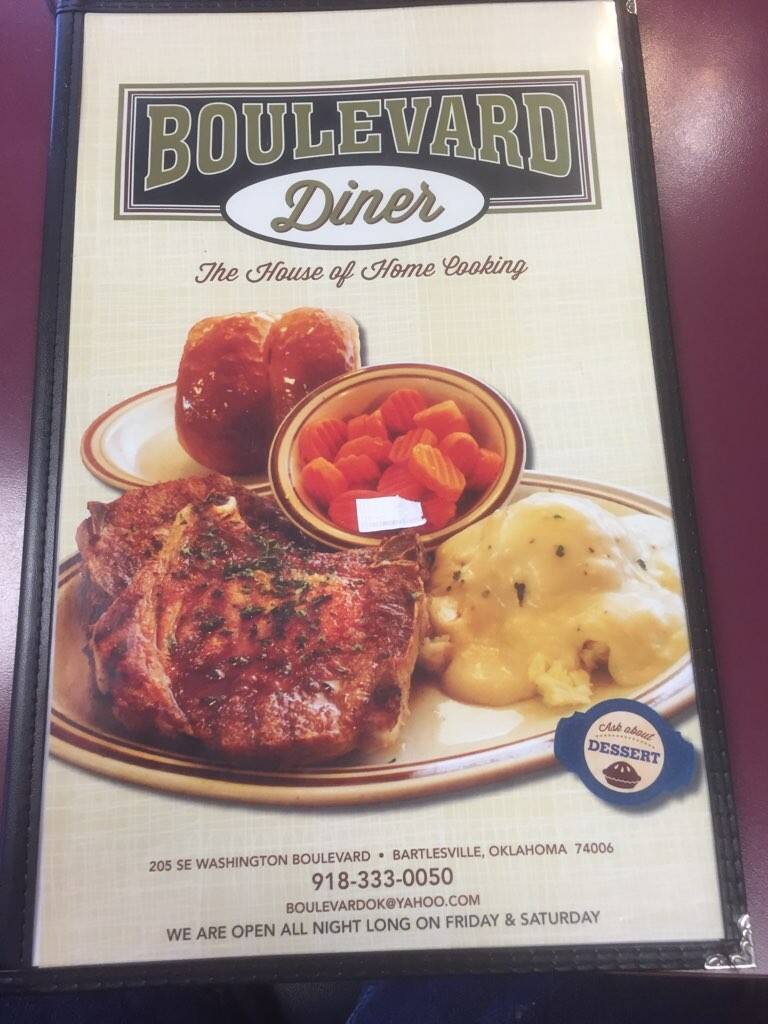 BOULEVARD
Diner
The House of Home Cooking
Ask about
DESSERT
205 SE WASHINGTON BOULEVARD • BARTLESVILLE, OKLAHOMA 74006
918-333-0050
BOULEVARDOK@YAHOO.COM
WE ARE OPEN ALL NIGHT LONG ON FRIDAY & SATURDAY